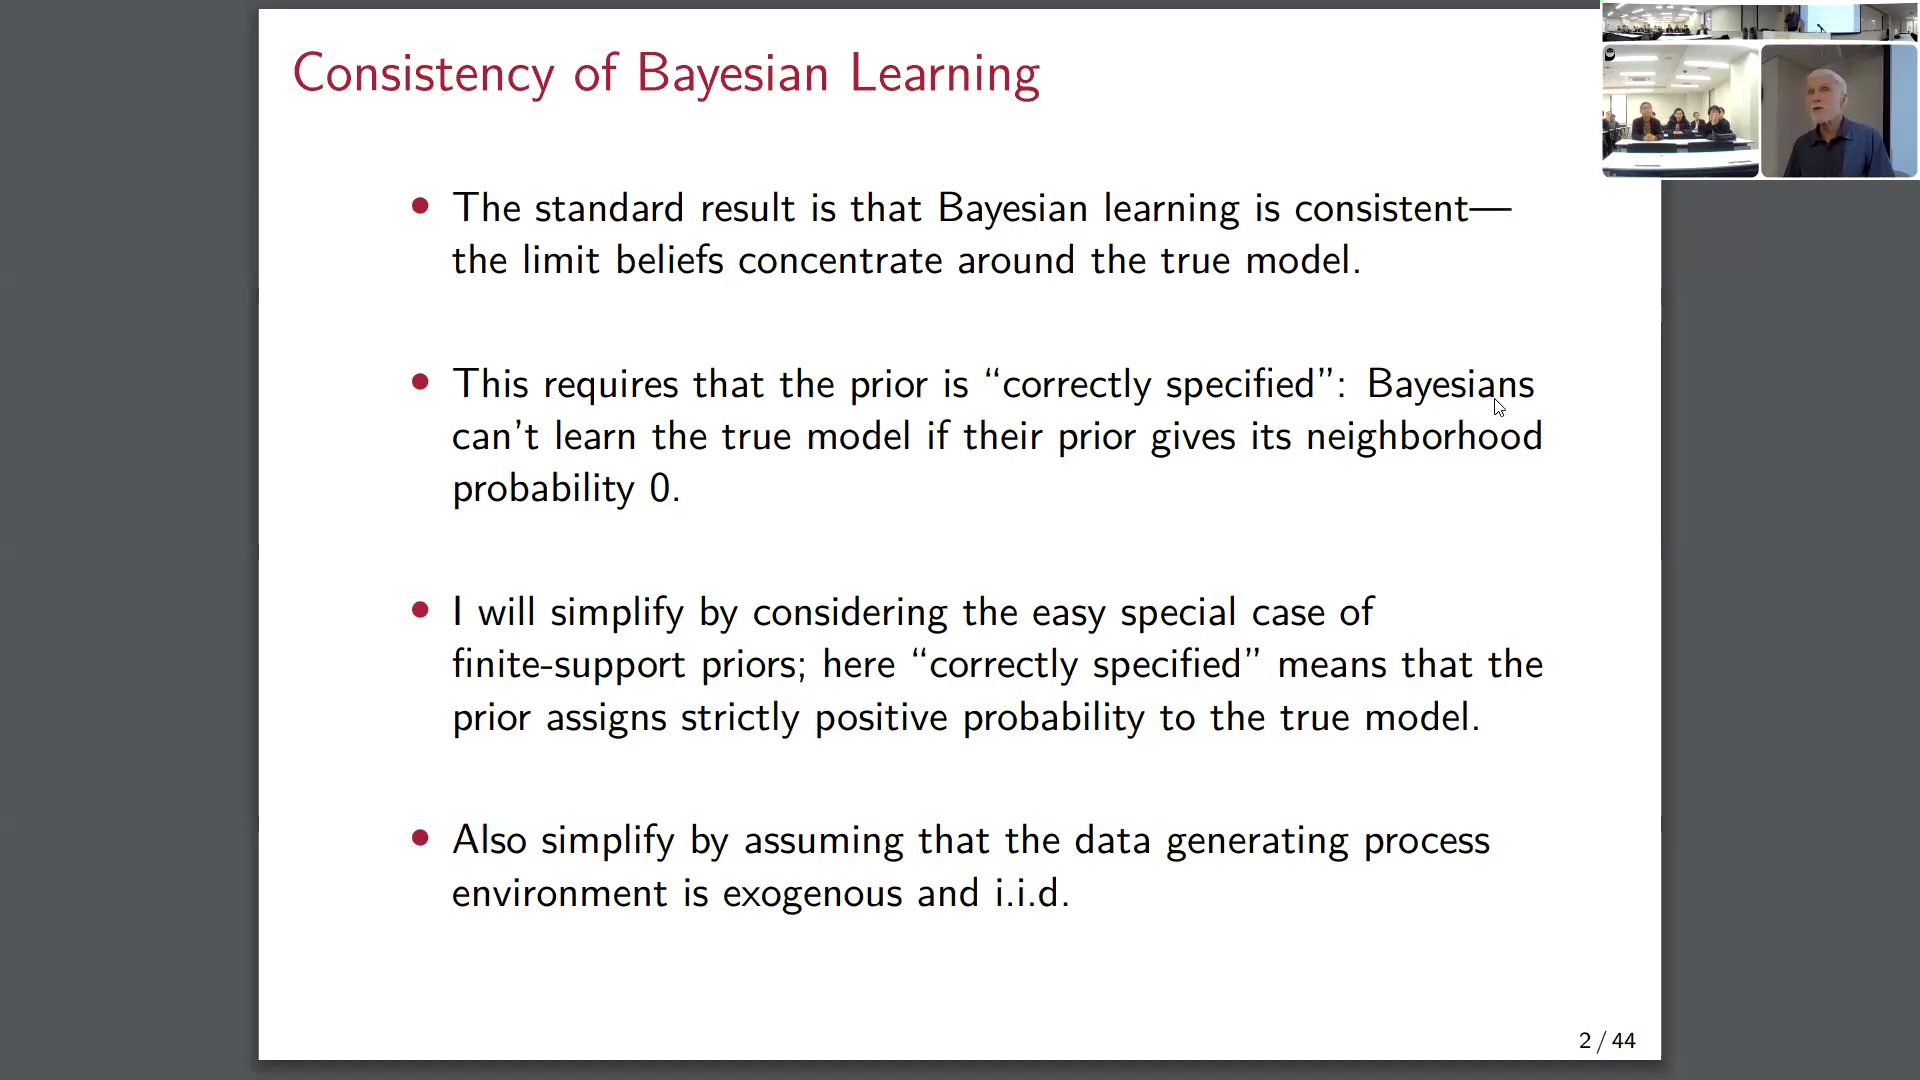 Consistency of Bayesian Learning
• The standard result is that Bayesian learning is consistent—
the limit beliefs concentrate around the true model.
• This requires that the prior is “correctly specified”: Bayesians
can’t learn the true model if their prior gives its neighborhood
probability 0.
• I will simplify by considering the easy special case of
finite-support priors; here “correctly specified” means that the
prior assigns strictly positive probability to the true model.
• Also simplify by assuming that the data generating process
environment is exogenous and i.i.d.
2 / 44